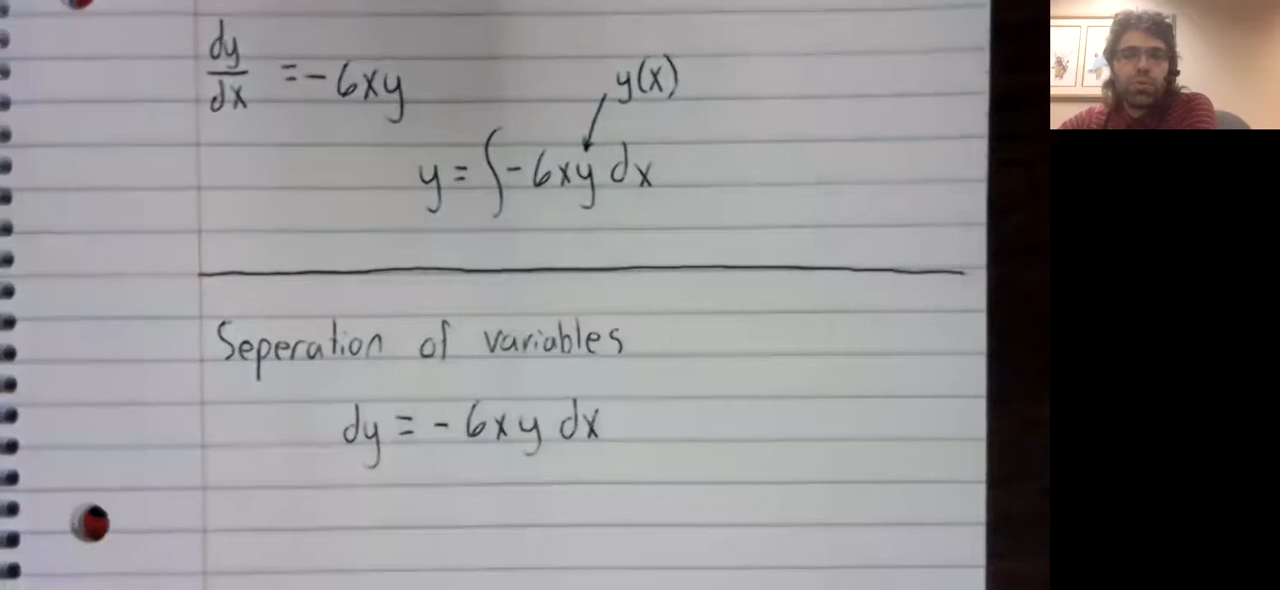 dy/dx = -6xy
y(x)
y = ∫ -6xy dx
Seperation of variables
dy = -6xy dx